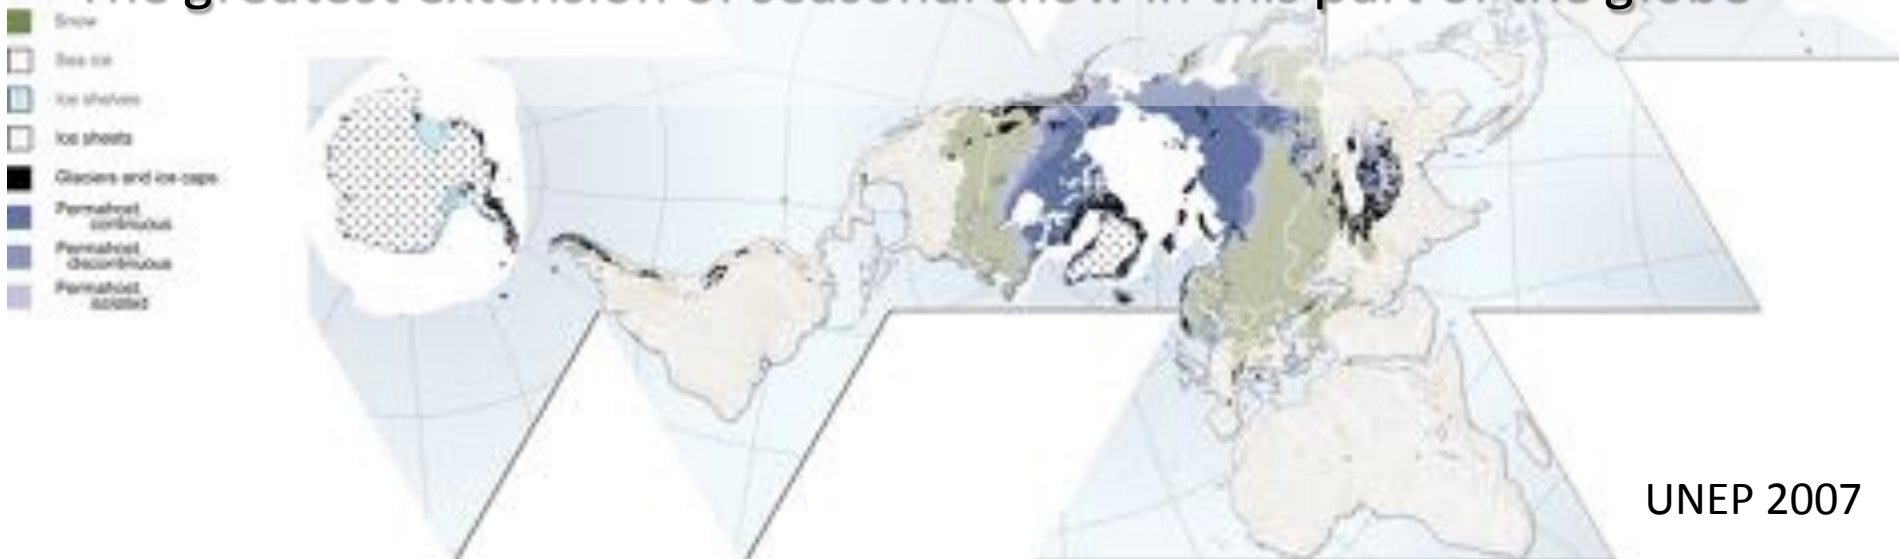 The greatest extension of seasonal snow in this part of the globe
Snow
Sea ice
Ice shelves
Ice sheets
Glaciers and ice caps
Permafrost
continuous
Permafrost
discontinuous
Permafrost
isolated
UNEP 2007